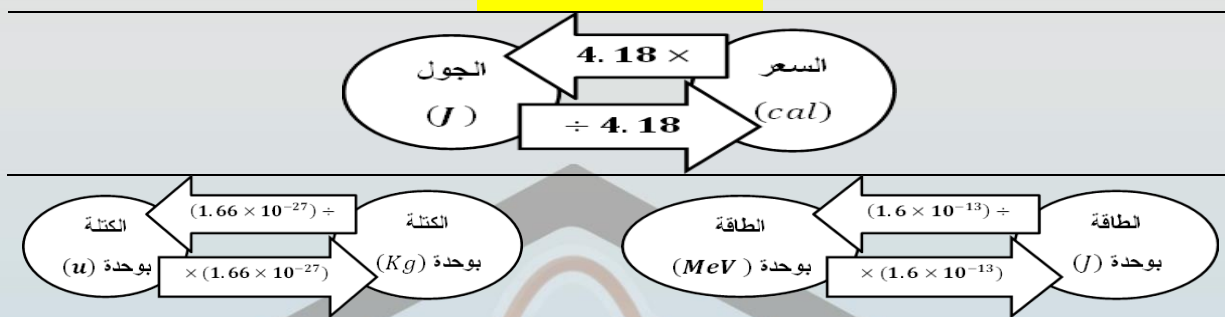 السعر
(cal)
4.18 ×
÷ 4.18
الجول
(J)
الطاقة
بوحدة (J)
(1.6 × 10⁻¹³) ÷
× (1.6 × 10⁻¹³)
الطاقة
بوحدة (MeV)
الكتلة
بوحدة (Kg)
(1.66 × 10⁻²⁷) ÷
× (1.66 × 10⁻²⁷)
الكتلة
بوحدة (u)